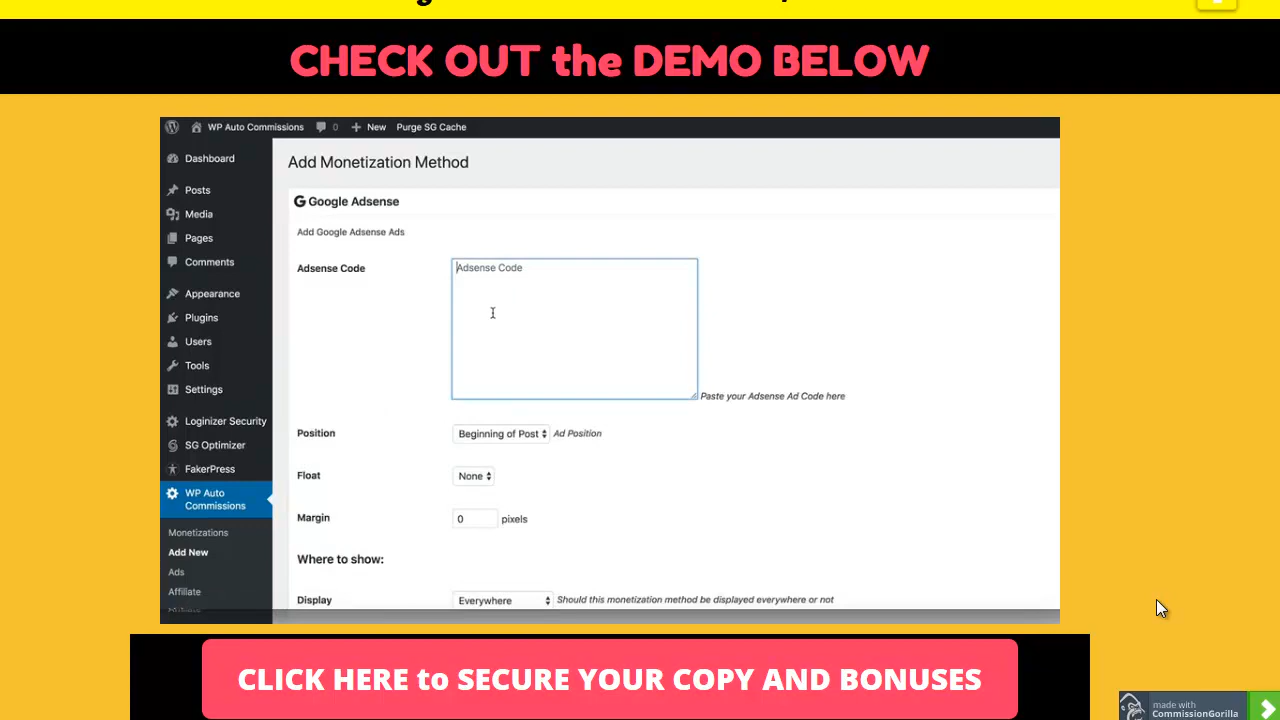 CHECK OUT the DEMO BELOW
WP Auto Commissions 0 New Purge SG Cache
Dashboard
Posts
Media
Pages
Comments
Appearance
Plugins
Users
Tools
Settings
Loginizer Security
SG Optimizer
FakerPress
WP Auto
Commissions
Monetizations
Add New
Ads
Affiliate
Add Monetization Method
Google Adsense
Add Google Adsense Ads
Adsense Code
Adsense Code
Paste your Adsense Ad Code here
Position Beginning of Post Ad Position
Float None
Margin 0 pixels
Where to show:
Display Everywhere Should this monetization method be displayed everywhere or not
CLICK HERE to SECURE YOUR COPY AND BONUSES
made with
CommissionGorilla